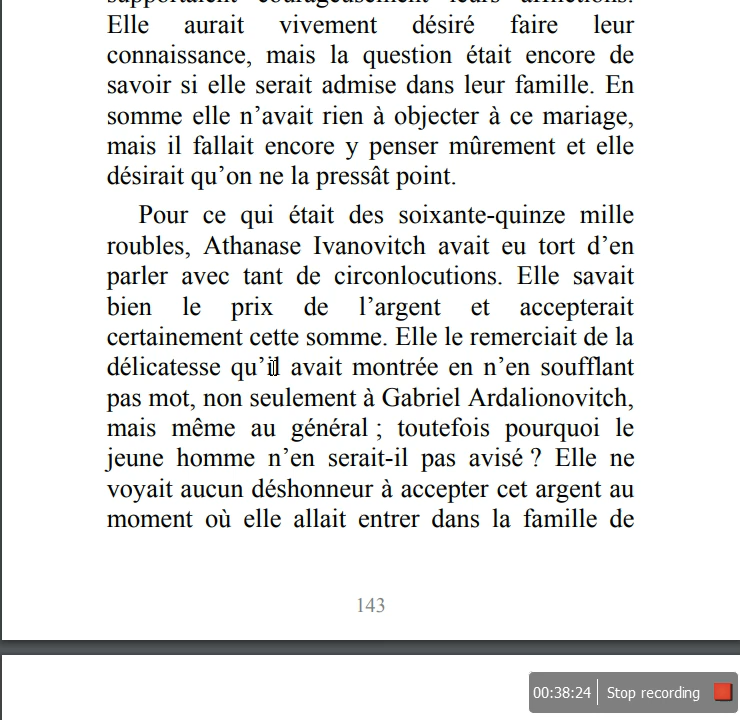 supportaient courageusement leurs afflictions.
Elle aurait vivement désiré faire leur
connaissance, mais la question était encore de
savoir si elle serait admise dans leur famille. En
somme elle n’avait rien à objecter à ce mariage,
mais il fallait encore y penser mûrement et elle
désirait qu’on ne la pressât point.
Pour ce qui était des soixante-quinze mille
roubles, Athanase Ivanovitch avait eu tort d’en
parler avec tant de circonlocutions. Elle savait
bien le prix de l’argent et accepterait
certainement cette somme. Elle le remerciait de la
délicatesse qu’il avait montrée en n’en soufflant
pas mot, non seulement à Gabriel Ardalionovitch,
mais même au général ; toutefois pourquoi le
jeune homme n’en serait-il pas avisé ? Elle ne
voyait aucun déshonneur à accepter cet argent au
moment où elle allait entrer dans la famille de
143
00:38:24 Stop recording